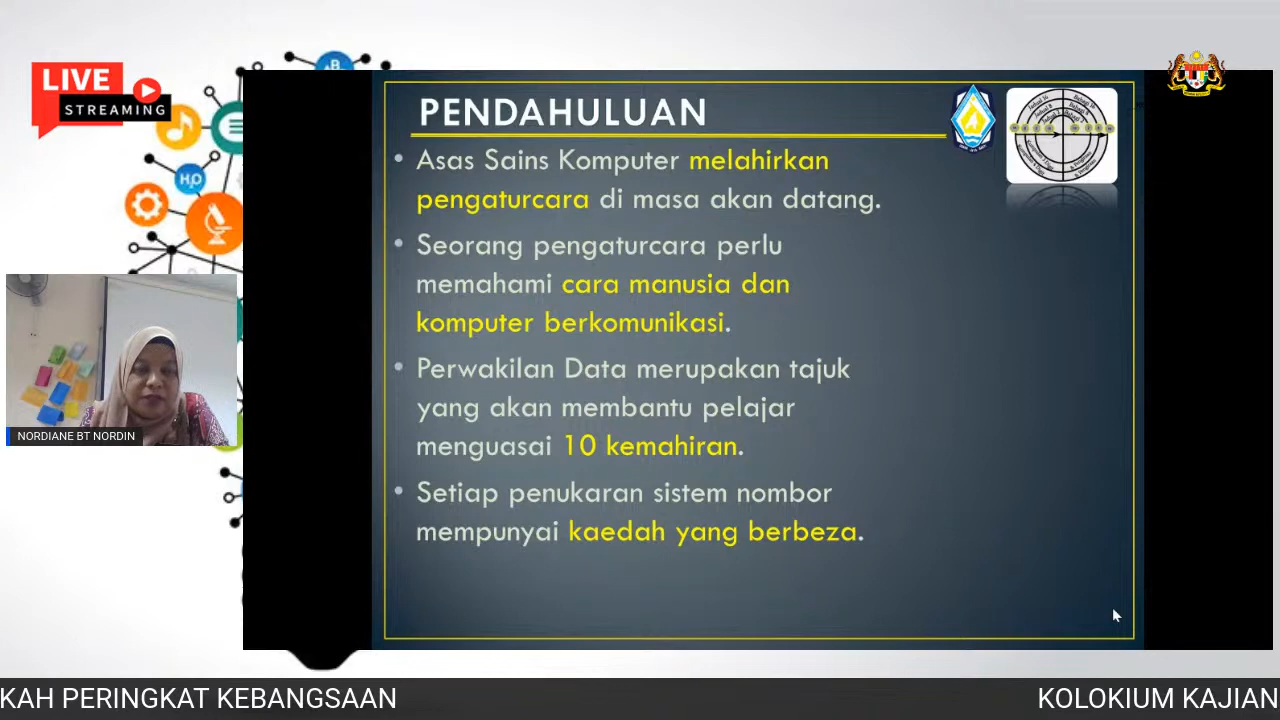 LIVE
STREAMING
B
H2O
PENDAHULUAN
• Asas Sains Komputer melahirkan
pengaturcara di masa akan datang.
• Seorang pengaturcara perlu
memahami cara manusia dan
komputer berkomunikasi.
• Perwakilan Data merupakan tajuk
yang akan membantu pelajar
menguasai 10 kemahiran.
• Setiap penukaran sistem nombor
mempunyai kaedah yang berbeza.
NORDIANE BT NORDIN
KAH PERINGKAT KEBANGSAAN
KOLOKIUM KAJIAN